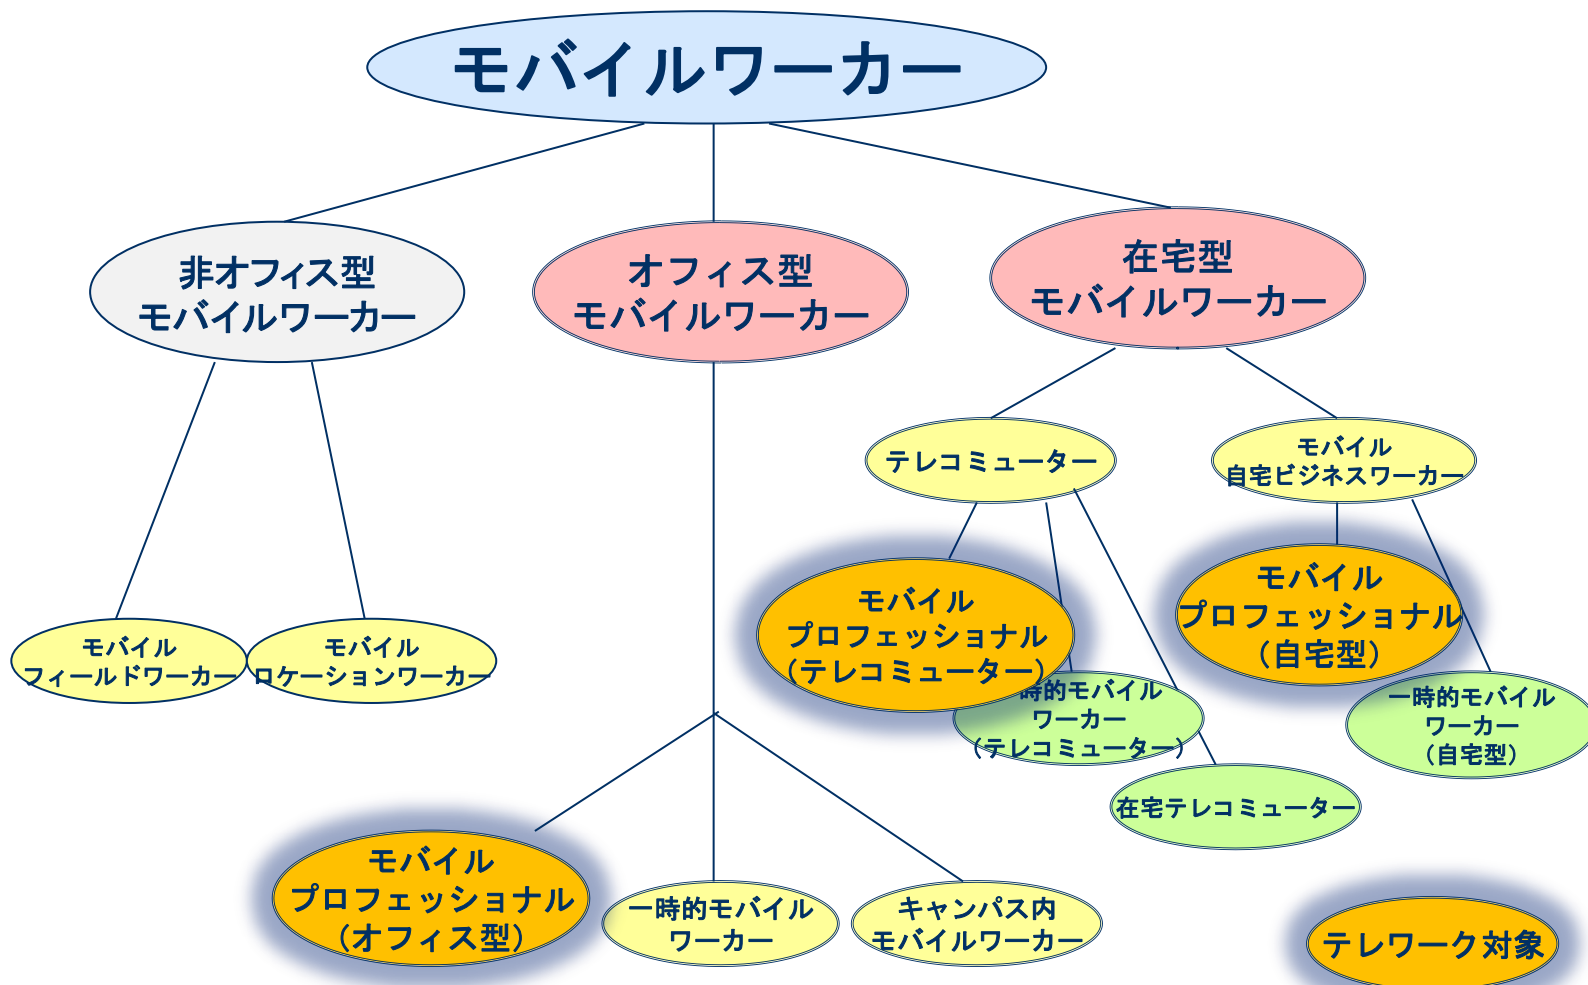 モバイルワーカー
非オフィス型
モバイルワーカー
オフィス型
モバイルワーカー
在宅型
モバイルワーカー
テレコミューター
モバイル
自宅ビジネスワーカー
モバイル
プロフェッショナル
（テレコミューター）
モバイル
プロフェッショナル
（自宅型）
モバイル
フィールドワーカー
モバイル
ロケーションワーカー
時的モバイル
ワーカー
（テレコミューター）
一時的モバイル
ワーカー
（自宅型）
在宅テレコミューター
モバイル
プロフェッショナル
（オフィス型）
一時的モバイル
ワーカー
キャンパス内
モバイルワーカー
テレワーク対象